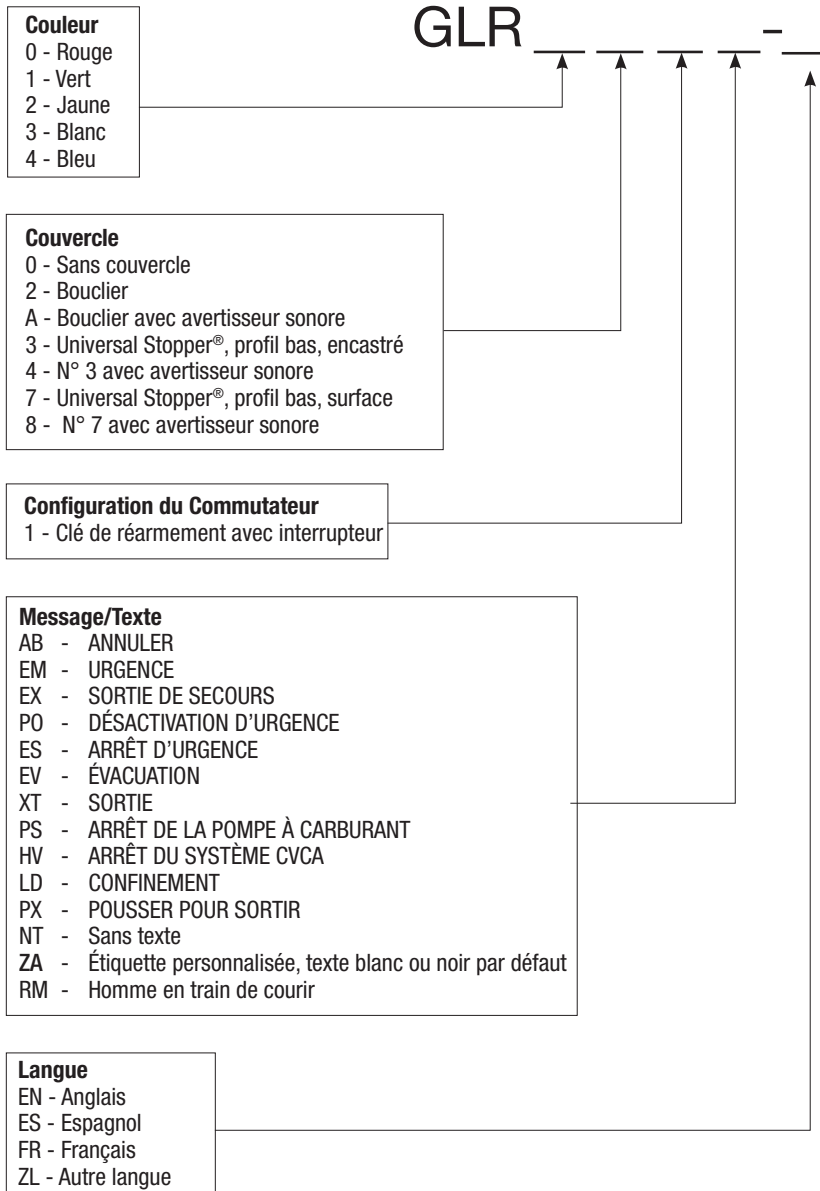 GLR _ _ _ _ - _
Couleur
0 - Rouge
1 - Vert
2 - Jaune
3 - Blanc
4 - Bleu
Couvercle
0 - Sans couvercle
2 - Bouclier
A - Bouclier avec avertisseur sonore
3 - Universal Stopper®, profil bas, encastré
4 - N° 3 avec avertisseur sonore
7 - Universal Stopper®, profil bas, surface
8 - N° 7 avec avertisseur sonore
Configuration du Commutateur
1 - Clé de réarmement avec interrupteur
Message/Texte
AB - ANNULER
EM - URGENCE
EX - SORTIE DE SECOURS
PO - DÉSACTIVATION D'URGENCE
ES - ARRÊT D'URGENCE
EV - ÉVACUATION
XT - SORTIE
PS - ARRÊT DE LA POMPE À CARBURANT
HV - ARRÊT DU SYSTÈME CVCA
LD - CONFINEMENT
PX - POUSSER POUR SORTIR
NT - Sans texte
ZA - Étiquette personnalisée, texte blanc ou noir par défaut
RM - Homme en train de courir
Langue
EN - Anglais
ES - Espagnol
FR - Français
ZL - Autre langue